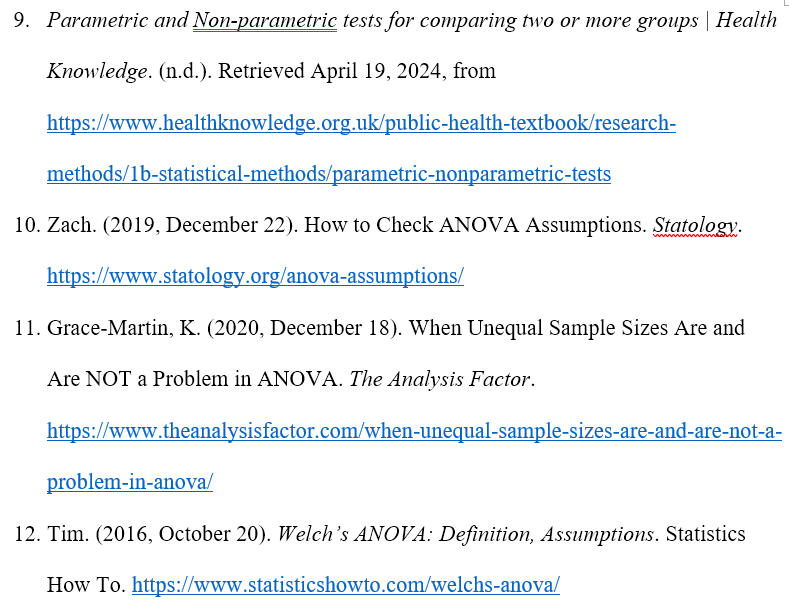 9. Parametric and Non-parametric tests for comparing two or more groups | Health
Knowledge. (n.d.). Retrieved April 19, 2024, from
https://www.healthknowledge.org.uk/public-health-textbook/research-
methods/1b-statistical-methods/parametric-nonparametric-tests
10. Zach. (2019, December 22). How to Check ANOVA Assumptions. Statology.
https://www.statology.org/anova-assumptions/
11. Grace-Martin, K. (2020, December 18). When Unequal Sample Sizes Are and
Are NOT a Problem in ANOVA. The Analysis Factor.
https://www.theanalysisfactor.com/when-unequal-sample-sizes-are-and-are-not-a-
problem-in-anova/
12. Tim. (2016, October 20). Welch’s ANOVA: Definition, Assumptions. Statistics
How To. https://www.statisticshowto.com/welchs-anova/